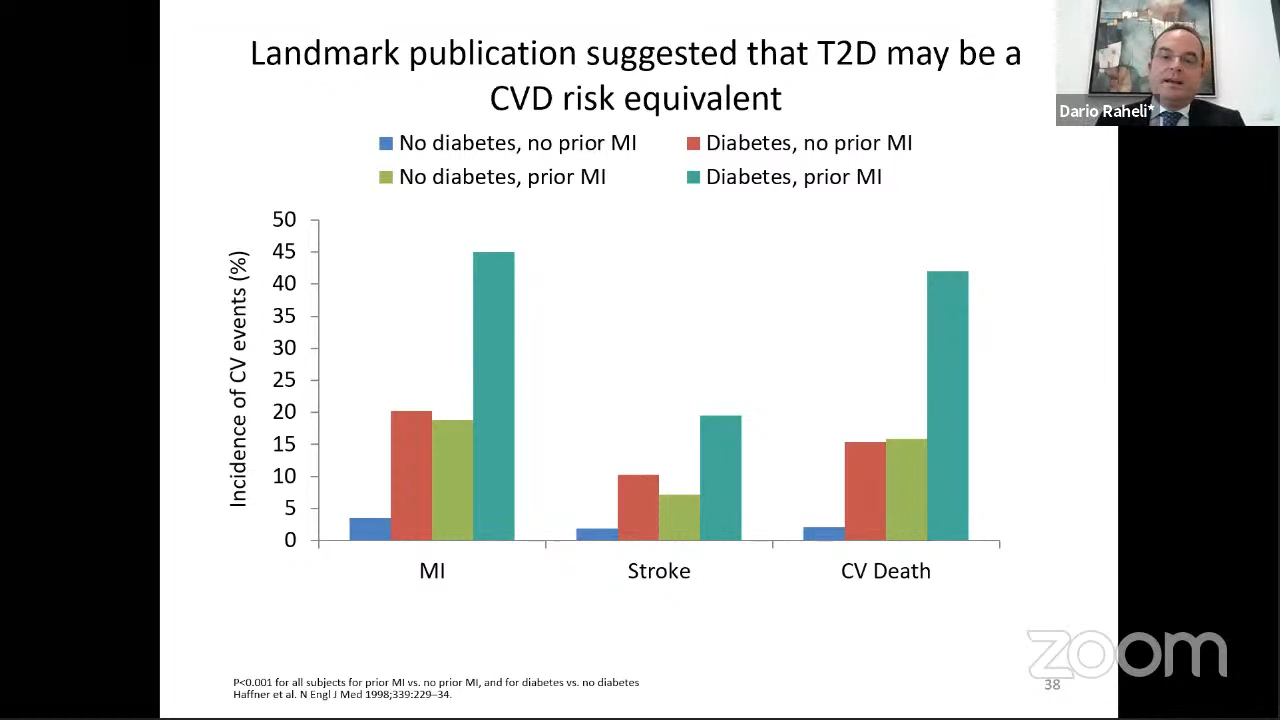 Landmark publication suggested that T2D may be a
CVD risk equivalent
Dario Raheli*
No diabetes, no prior MI
Diabetes, no prior MI
No diabetes, prior MI
Diabetes, prior MI
Incidence of CV events (%)
50
45
40
35
30
25
20
15
10
5
0
MI
Stroke
CV Death
P<0.001 for all subjects for prior MI vs. no prior MI, and for diabetes vs. no diabetes
Haffner et al. N Engl J Med 1998;339:229–34.
zoom
38